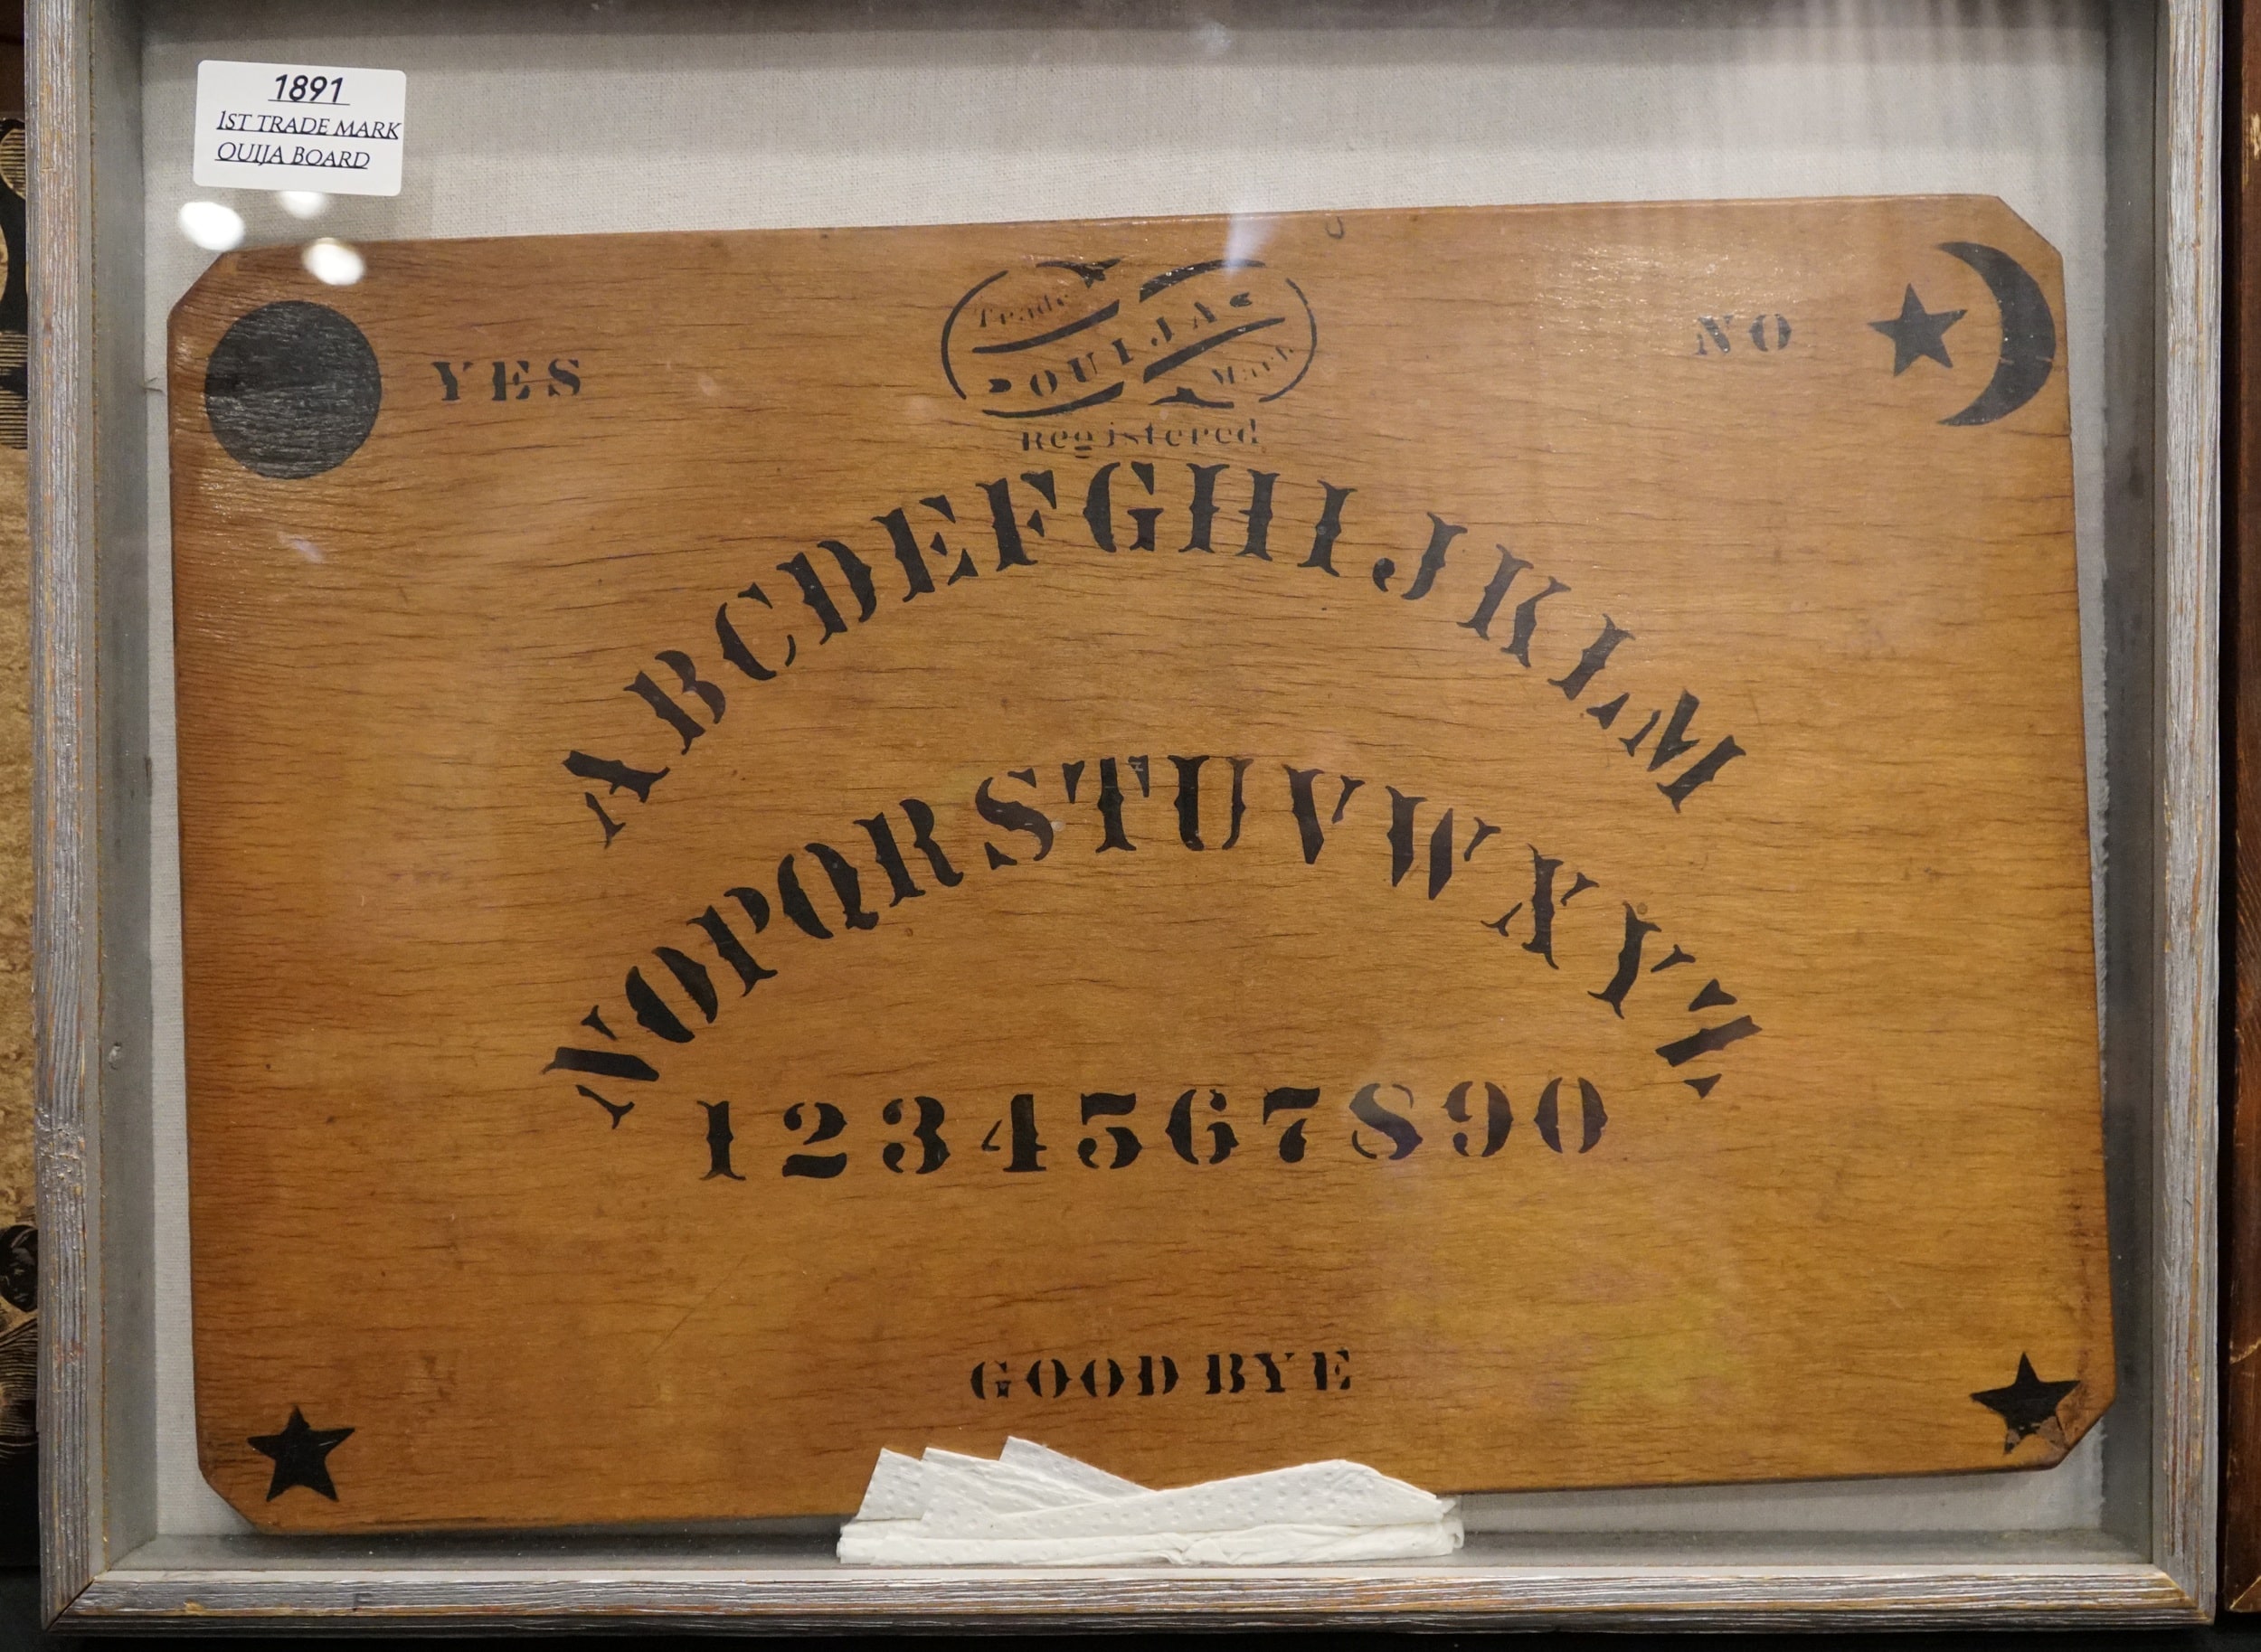 1891
1ST TRADE MARK
OUIJA BOARD
YES
Trade
OUIJA
Mark
Registered
NO
ABCDEFGHIJKLM
NOPQRSTUVWXYZ
1234567890
GOOD BYE